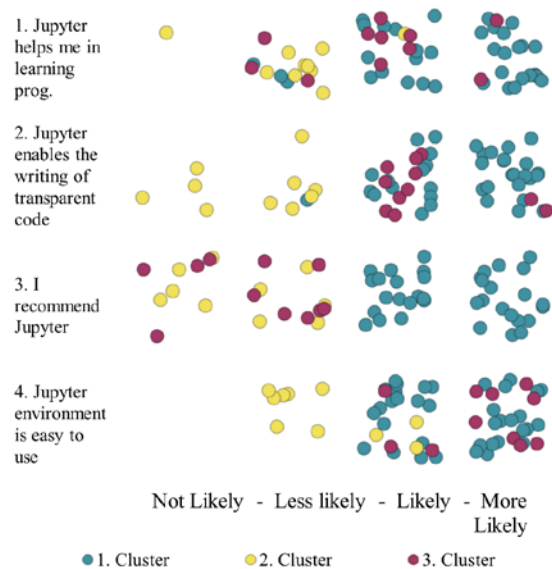 1. Jupyter
helps me in
learning
prog.
2. Jupyter
enables the
writing of
transparent
code
3. I
recommend
Jupyter
4. Jupyter
environment
is easy to
use
Not Likely - Less likely - Likely - More
Likely
1. Cluster 2. Cluster 3. Cluster